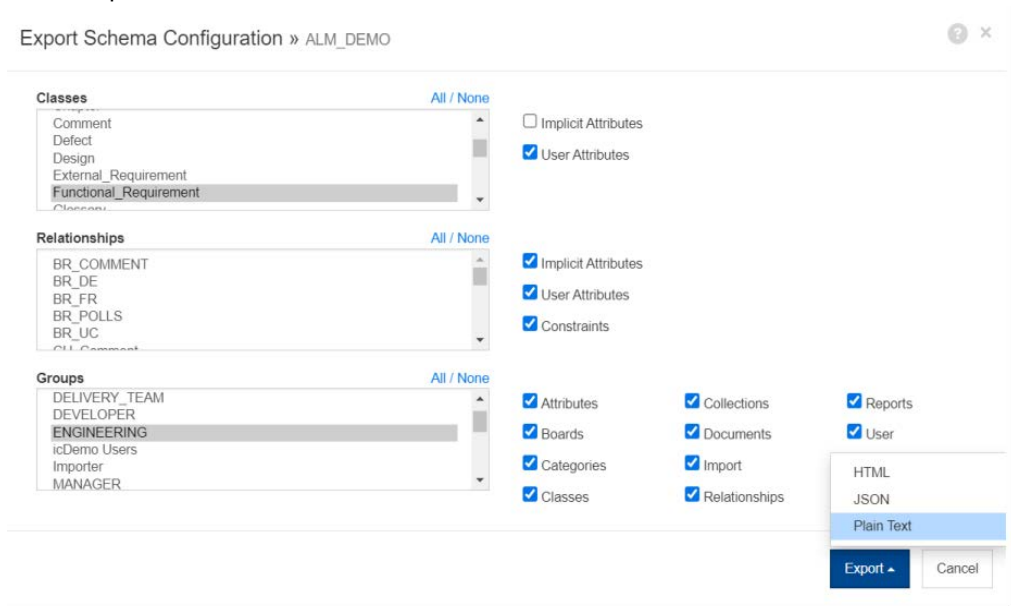 Export Schema Configuration » ALM_DEMO
Classes All / None
Comment
Defect
Design
External_Requirement
Functional_Requirement
Glossary
Implicit Attributes
User Attributes
Relationships All / None
BR_COMMENT
BR_DE
BR_FR
BR_POLLS
BR_UC
Implicit Attributes
User Attributes
Constraints
Groups All / None
DELIVERY_TEAM
DEVELOPER
ENGINEERING
icDemo Users
Importer
MANAGER
Attributes Collections Reports
Boards Documents User
Categories Import
Classes Relationships
HTML
JSON
Plain Text
Export Cancel